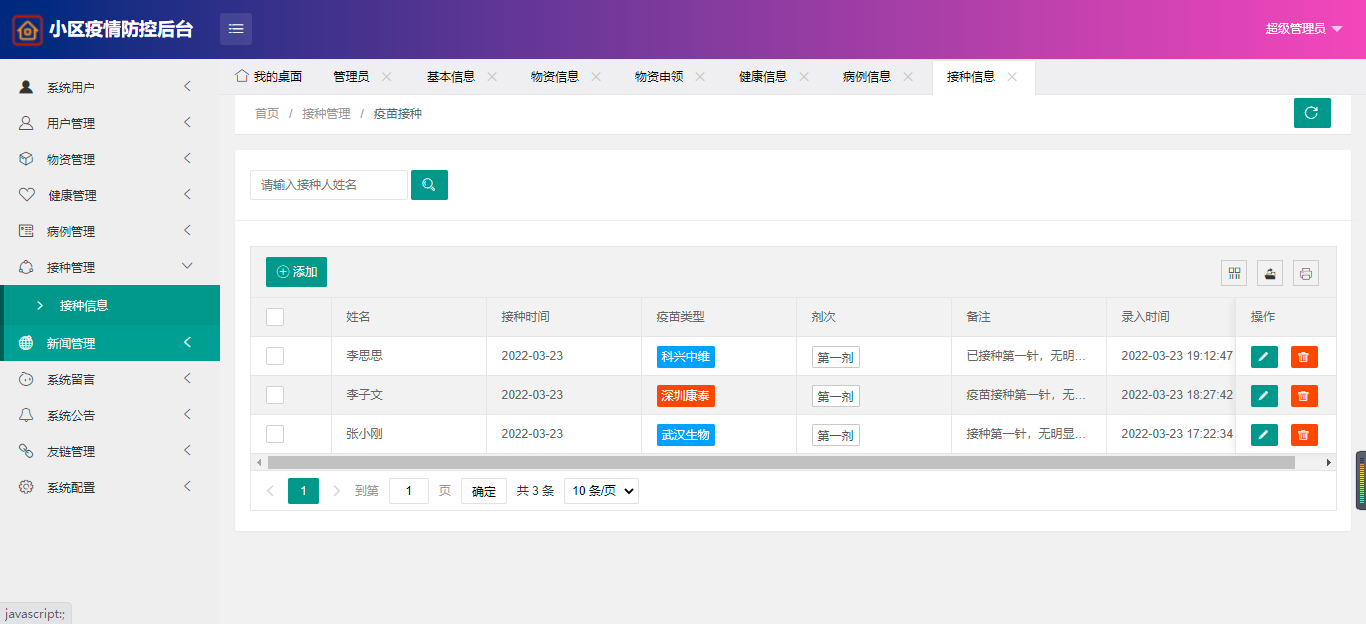 小区疫情防控后台
超级管理员
系统用户
用户管理
物资管理
健康管理
病例管理
接种管理
接种信息
新闻管理
系统留言
系统公告
友链管理
系统配置
我的桌面 管理员 基本信息 物资信息 物资申领 健康信息 病例信息 接种信息
首页 / 接种管理 / 疫苗接种
请输入接种人姓名
添加
姓名 接种时间 疫苗类型 剂次 备注 录入时间 操作
李思思 2022-03-23 科兴中维 第一剂 已接种第一针，无明... 2022-03-23 19:12:47
李子文 2022-03-23 深圳康泰 第一剂 疫苗接种第一针，无... 2022-03-23 18:27:42
张小刚 2022-03-23 武汉生物 第一剂 接种第一针，无明显... 2022-03-23 17:22:34
1 到第 1 页 确定 共 3 条 10 条/页
javascript:;